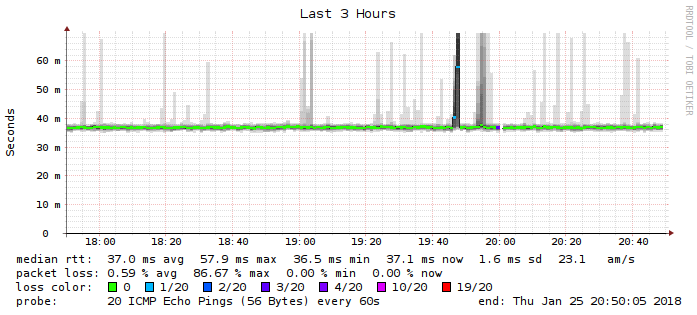 Last 3 Hours
RRDTOOL / TOBI OETIKER
Seconds
60 m
50 m
40 m
30 m
20 m
10 m
0
18:00 18:20 18:40 19:00 19:20 19:40 20:00 20:20 20:40
median rtt: 37.0 ms avg 57.9 ms max 36.5 ms min 37.1 ms now 1.6 ms sd 23.1 am/s
packet loss: 0.59 % avg 86.67 % max 0.00 % min 0.00 % now
loss color: 0 1/20 2/20 3/20 4/20 10/20 19/20
probe: 20 ICMP Echo Pings (56 Bytes) every 60s end: Thu Jan 25 20:50:05 2018